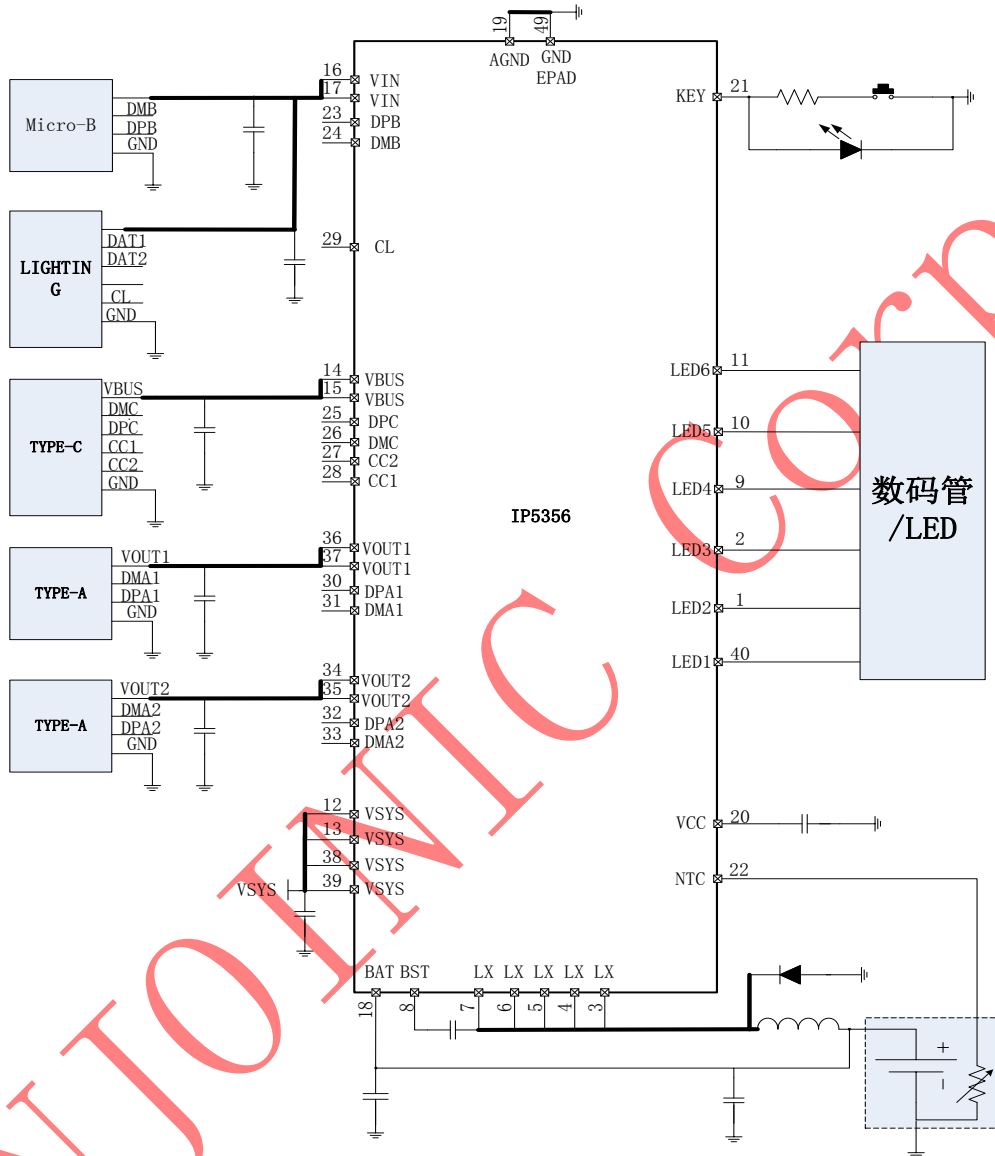 19
49
AGND
GND
EPAD
Micro-B
DMB
DPB
GND
16
VIN
17
VIN
23
DPB
24
DMB
KEY
21
LIGHTIN
G
DAT1
DAT2
CL
GND
29
CL
TYPE-C
VBUS
DMC
DPC
CC1
CC2
GND
14
VBUS
15
VBUS
25
DPC
26
DMC
27
CC2
28
CC1
LED6
11
LED5
10
LED4
9
LED3
2
LED2
1
LED1
40
数码管
/LED
IP5356
TYPE-A
VOUT1
DMA1
DPA1
GND
36
VOUT1
37
VOUT1
30
DPA1
31
DMA1
TYPE-A
VOUT2
DMA2
DPA2
GND
34
VOUT2
35
VOUT2
32
DPA2
33
DMA2
12
VSYS
13
VSYS
38
VSYS
VSYS
39
VSYS
VCC
20
NTC
22
BAT
BST
LX
LX
LX
LX
LX
18
8
7
6
5
4
3
+
-
NJOINIC Corp